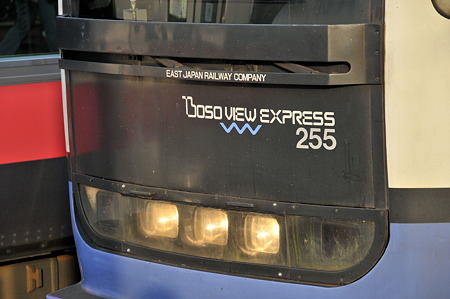 EAST JAPAN RAILWAY COMPANY
BOSO VIEW EXPRESS
255